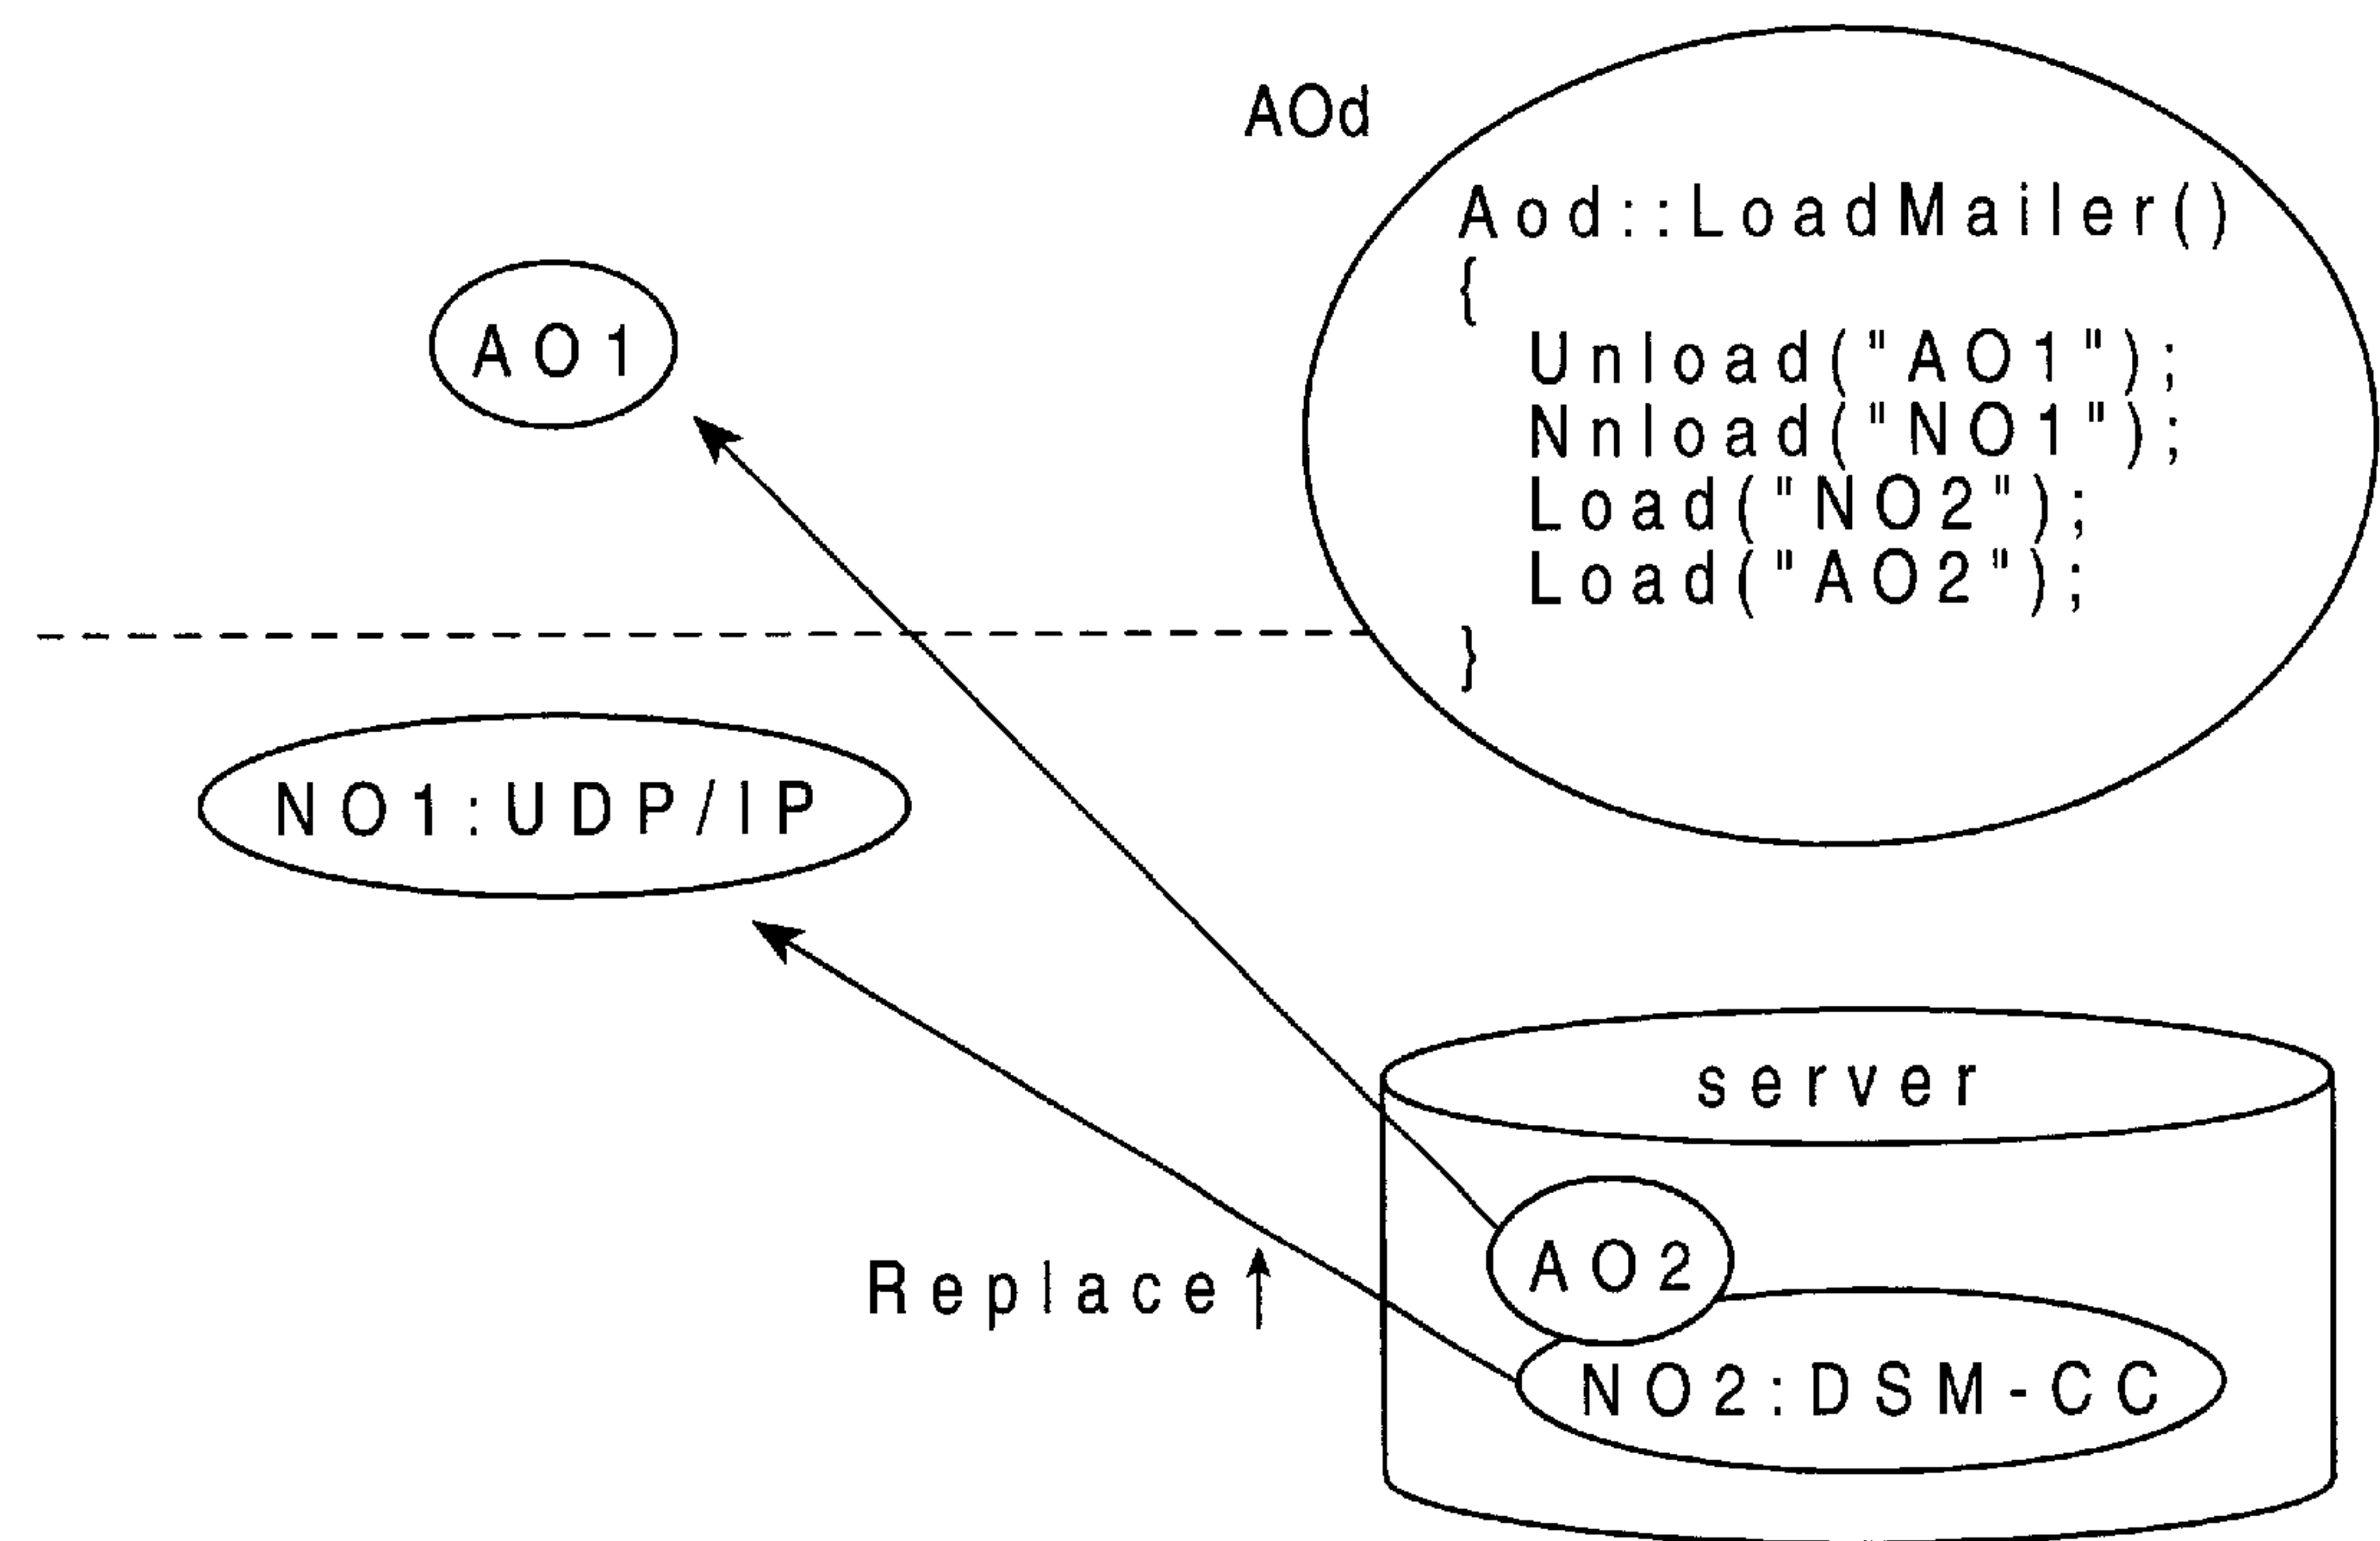 AOd
Aod::LoadMailer()
{
Unload("AO1");
Nnload("NO1");
Load("NO2");
Load("AO2");
}
AO1
NO1:UDP/IP
Replace↑
server
AO2
NO2:DSM-CC